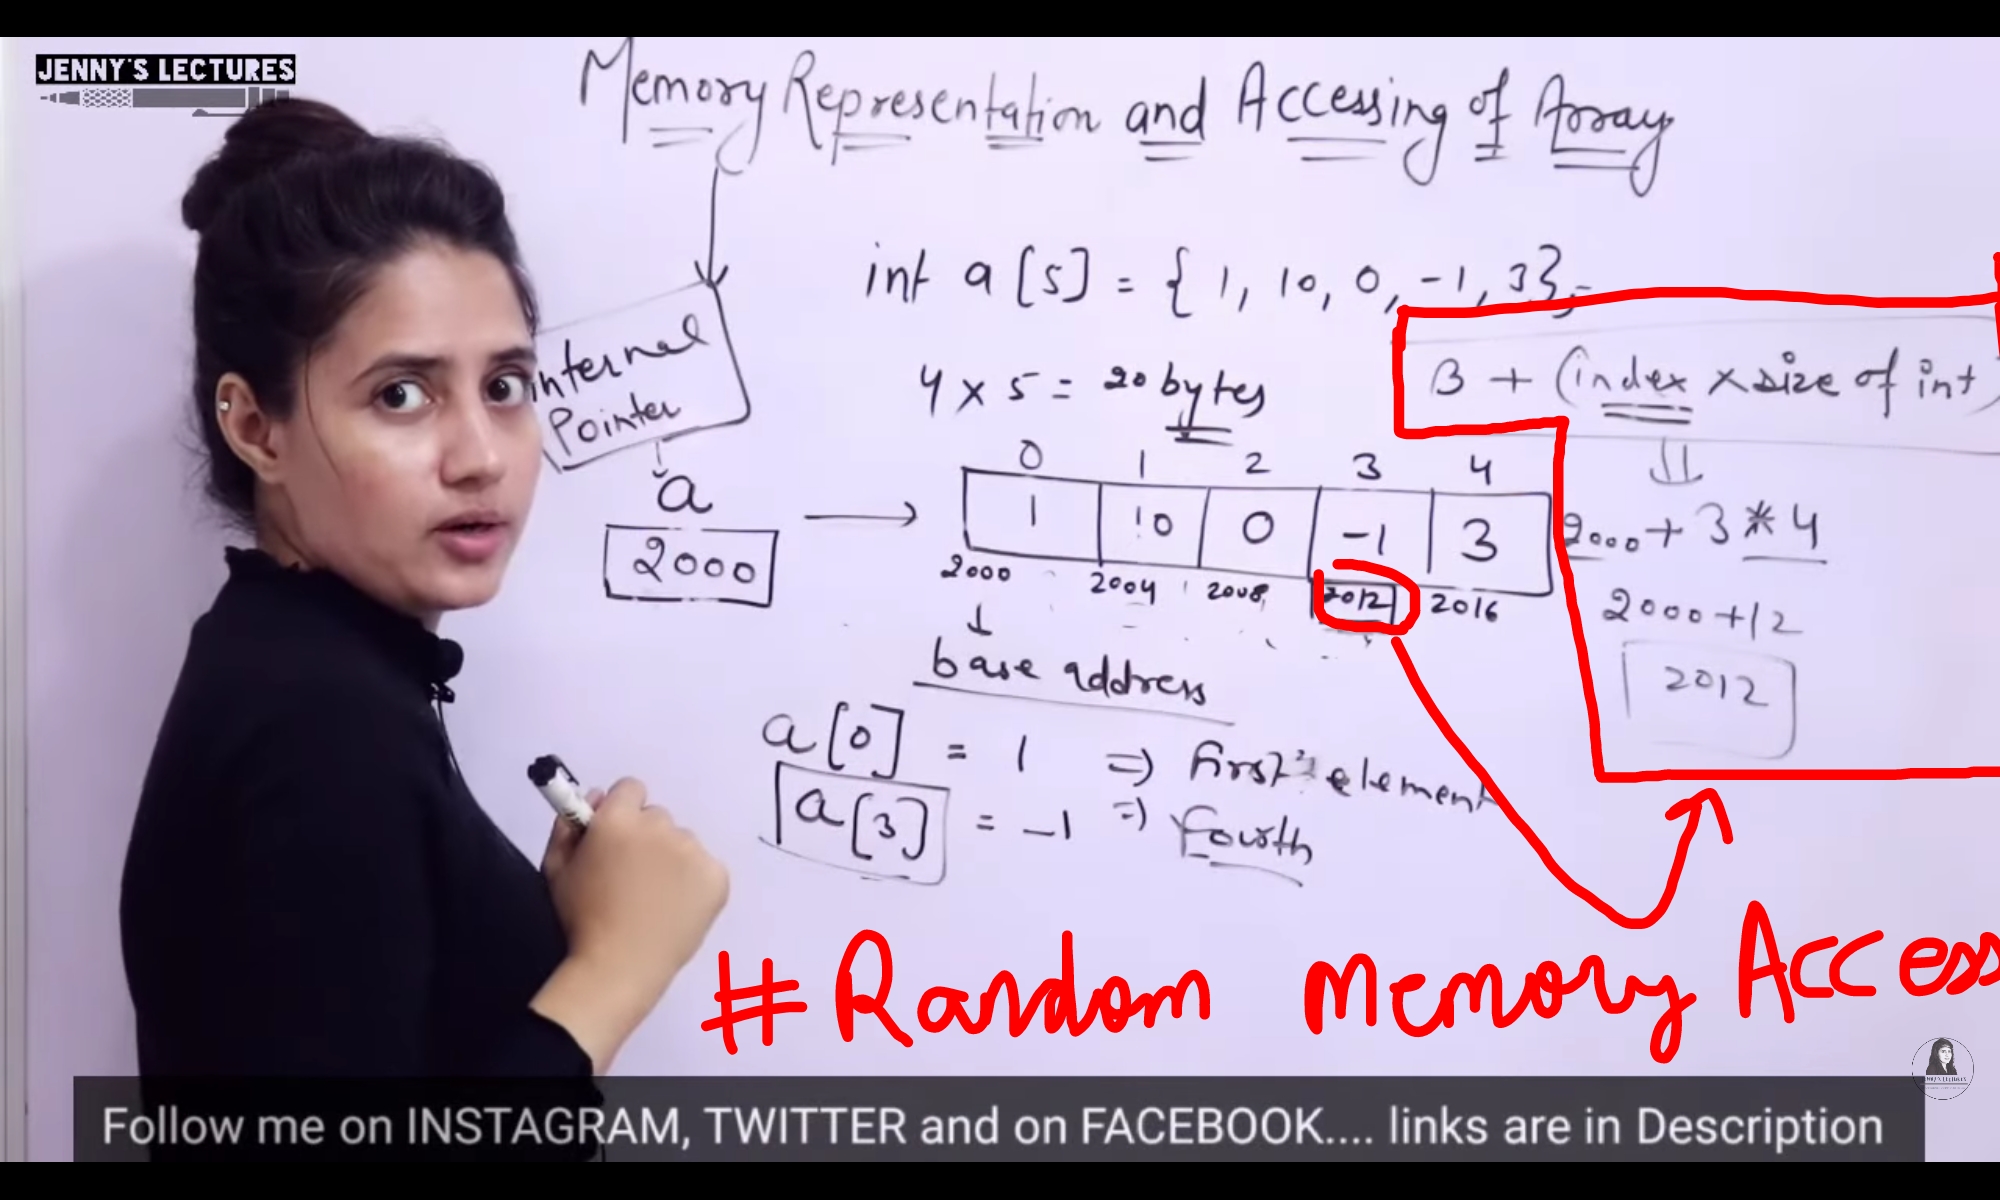 JENNY'S LECTURES
Memory Representation and Accessing of Array
int a[5] = {1, 10, 0, -1, 3};
Internal
Pointer
4 x 5 = 20 bytes
B + (index x size of int)
a
2000
0 1 2 3 4
1 10 0 -1 3
2000 2004 2008 2012 2016
base address
2000 + 3 * 4
2000 + 12
2012
a[0] = 1 => First element
a[3] = -1 => Fourth
#Random Memory Access
Follow me on INSTAGRAM, TWITTER and on FACEBOOK.... links are in Description